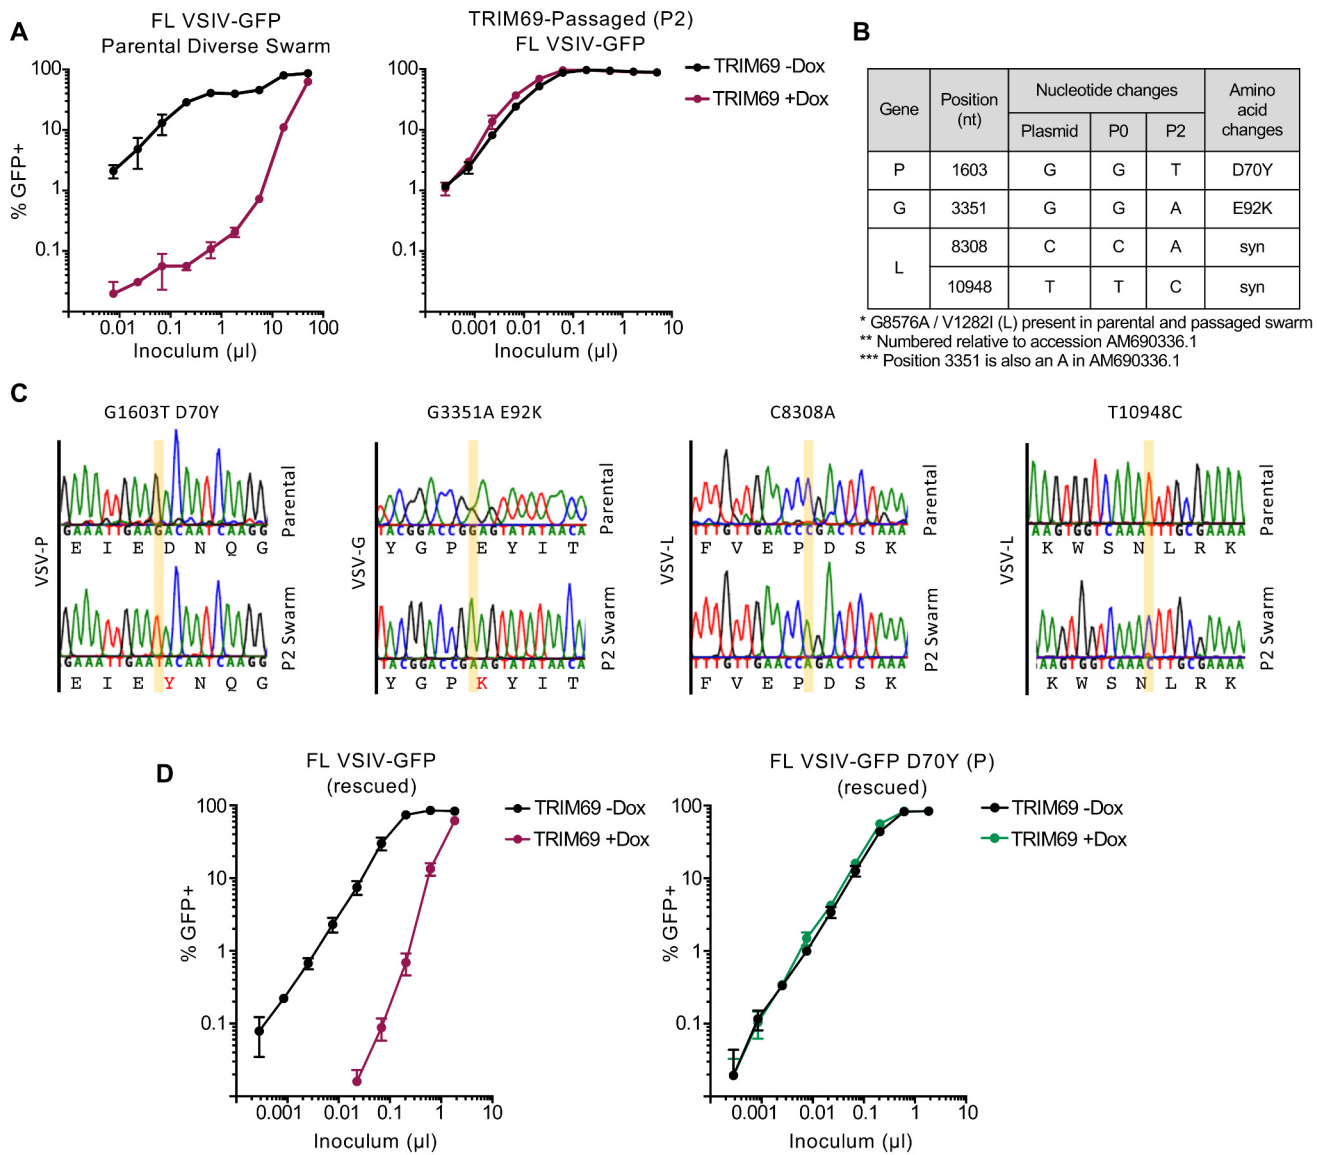 A
FL VSIV-GFP
Parental Diverse Swarm
TRIM69-Passaged (P2)
FL VSIV-GFP
% GFP+
100
10
1
0.1
0.01 0.1 1 10 100
Inoculum (µl)
100
10
1
0.1
0.001 0.01 0.1 1 10
Inoculum (µl)
TRIM69 -Dox
TRIM69 +Dox
B
Gene Position (nt) Nucleotide changes Amino acid changes
Plasmid P0 P2
P 1603 G G T D70Y
G 3351 G G A E92K
L 8308 C C A syn
10948 T T C syn
* G8576A / V1282I (L) present in parental and passaged swarm
** Numbered relative to accession AM690336.1
*** Position 3351 is also an A in AM690336.1
C
G1603T D70Y
VSV-P
Parental
GAAATTGAAGACAATCAAGG
E I E D N Q G
P2 Swarm
GAAATTGAATACAATCAAGG
E I E Y N Q G
G3351A E92K
VSV-G
Parental
TACGGACCGGAGTATATAACA
Y G P E Y I T
P2 Swarm
TACGGACCGAAGTATATAACA
Y G P K Y I T
C8308A
VSV-L
Parental
TTTGTTGAACCCGACTCTAAA
F V E P D S K
P2 Swarm
TTTGTTGAACCAGACTCTAAA
F V E P D S K
T10948C
VSV-L
Parental
AAGTGGTCAAATTTGCGAAAA
K W S N L R K
P2 Swarm
AAGTGGTCAAACTTGCGAAAA
K W S N L R K
D
FL VSIV-GFP
(rescued)
% GFP+
100
10
1
0.1
0.001 0.01 0.1 1 10
Inoculum (µl)
TRIM69 -Dox
TRIM69 +Dox
FL VSIV-GFP D70Y (P)
(rescued)
% GFP+
100
10
1
0.1
0.001 0.01 0.1 1 10
Inoculum (µl)
TRIM69 -Dox
TRIM69 +Dox